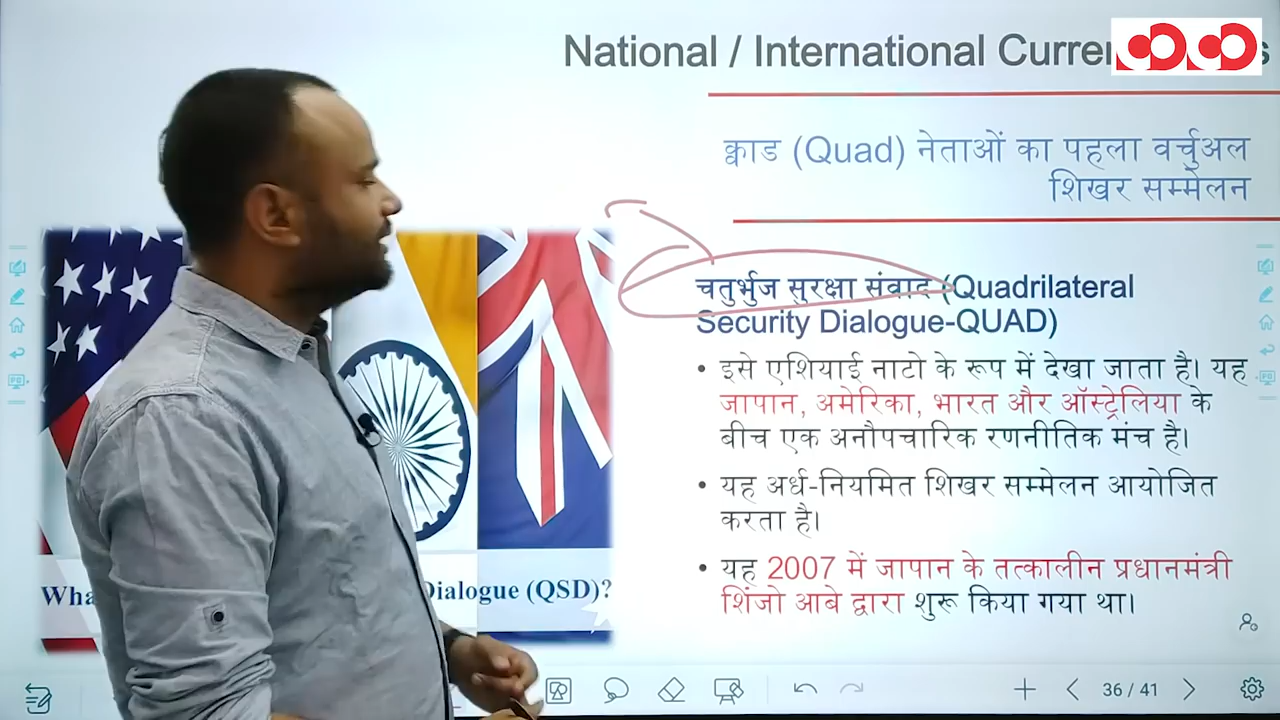 National / International
क्वाड (Quad) नेताओं का पहला वर्चुअल
शिखर सम्मेलन
चतुर्भुज सुरक्षा संवाद (Quadrilateral
Security Dialogue-QUAD)
• इसे एशियाई नाटो के रूप में देखा जाता है। यह
जापान, अमेरिका, भारत और ऑस्ट्रेलिया के
बीच एक अनौपचारिक रणनीतिक मंच है।
• यह अर्ध-नियमित शिखर सम्मेलन आयोजित
करता है।
• यह 2007 में जापान के तत्कालीन प्रधानमंत्री
शिंजो आबे द्वारा शुरू किया गया था।
Dialogue (QSD)?
36 / 41